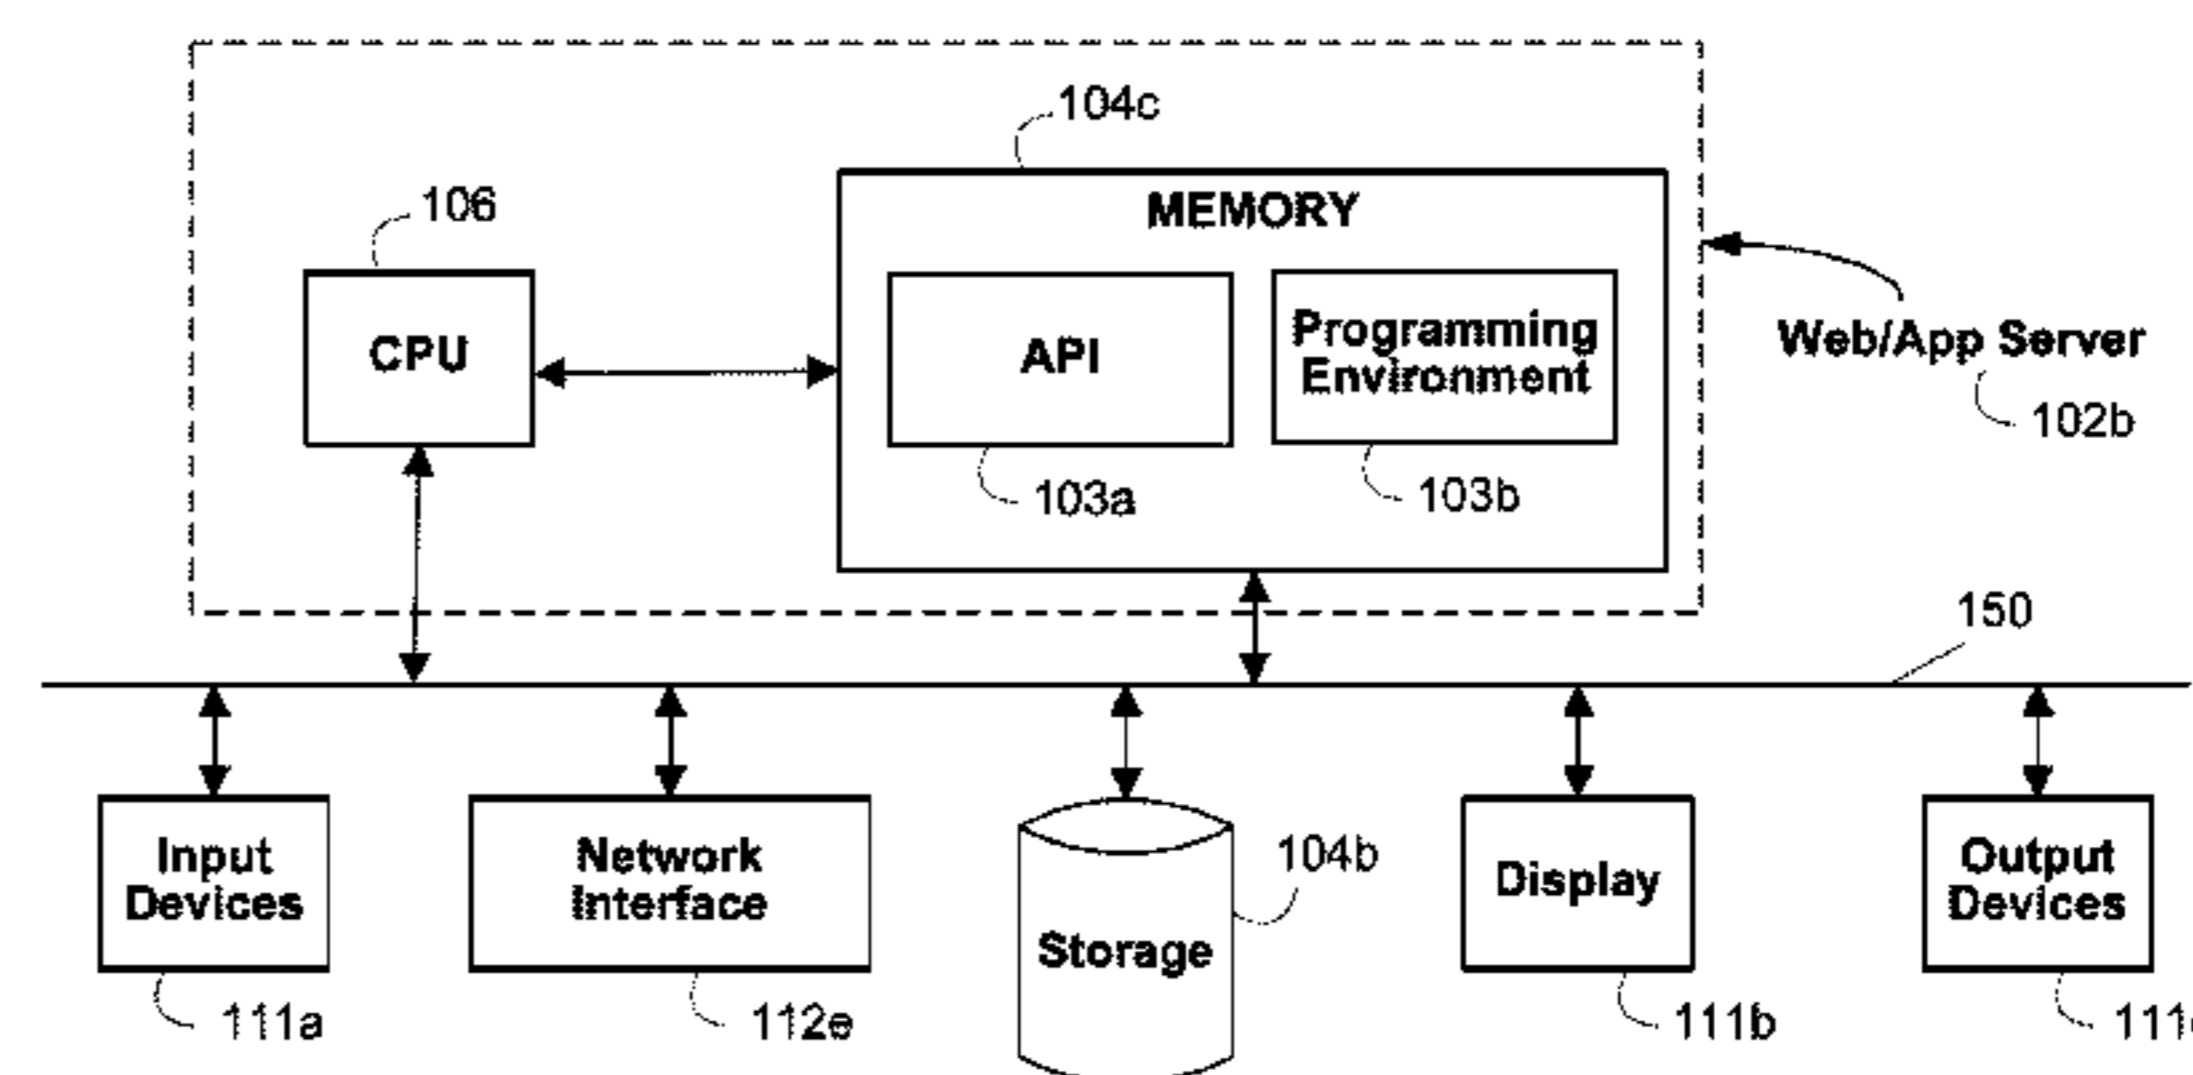 104c
106
MEMORY
CPU
API
Programming
Environment
Web/App Server
102b
103a
103b
150
Input
Devices
Network
Interface
Storage
104b
Display
Output
Devices
111a
112e
111b